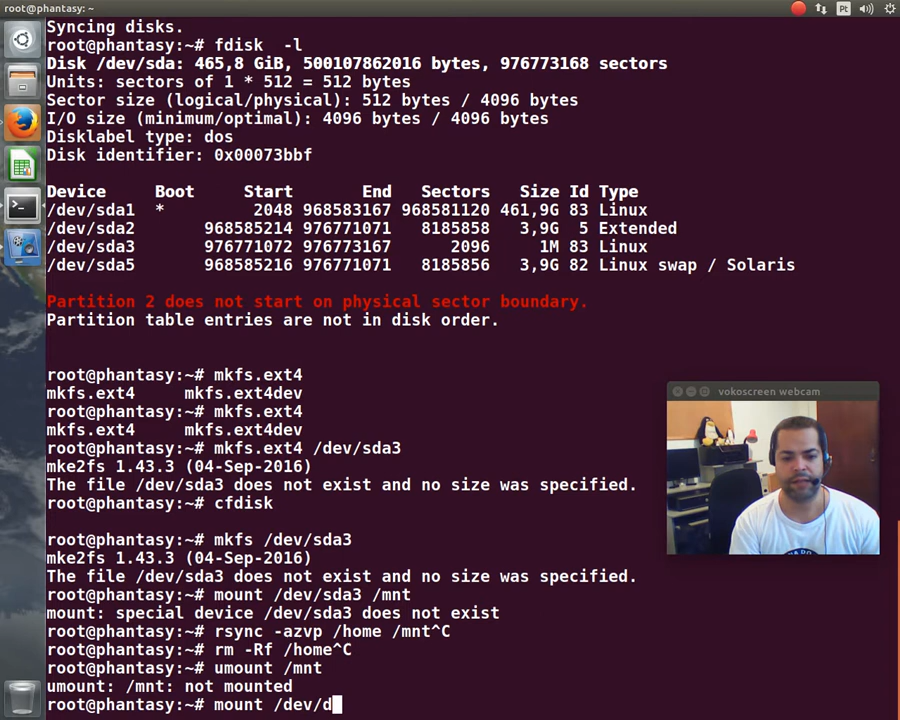 root@phantasy: ~
Pt
Syncing disks.
root@phantasy:~# fdisk  -l
Disk /dev/sda: 465,8 GiB, 500107862016 bytes, 976773168 sectors
Units: sectors of 1 * 512 = 512 bytes
Sector size (logical/physical): 512 bytes / 4096 bytes
I/O size (minimum/optimal): 4096 bytes / 4096 bytes
Disklabel type: dos
Disk identifier: 0x00073bbf
Device     Boot     Start       End   Sectors   Size Id Type
/dev/sda1  *         2048 968583167 968581120 461,9G 83 Linux
/dev/sda2       968585214 976771071   8185858   3,9G  5 Extended
/dev/sda3       976771072 976773167      2096     1M 83 Linux
/dev/sda5       968585216 976771071   8185856   3,9G 82 Linux swap / Solaris
Partition 2 does not start on physical sector boundary.
Partition table entries are not in disk order.
root@phantasy:~# mkfs.ext4
mkfs.ext4     mkfs.ext4dev
root@phantasy:~# mkfs.ext4
mkfs.ext4     mkfs.ext4dev
root@phantasy:~# mkfs.ext4 /dev/sda3
mke2fs 1.43.3 (04-Sep-2016)
The file /dev/sda3 does not exist and no size was specified.
root@phantasy:~# cfdisk
root@phantasy:~# mkfs /dev/sda3
mke2fs 1.43.3 (04-Sep-2016)
The file /dev/sda3 does not exist and no size was specified.
root@phantasy:~# mount /dev/sda3 /mnt
mount: special device /dev/sda3 does not exist
root@phantasy:~# rsync -azvp /home /mnt^C
root@phantasy:~# rm -Rf /home^C
root@phantasy:~# umount /mnt
umount: /mnt: not mounted
root@phantasy:~# mount /dev/d
vokoscreen webcam